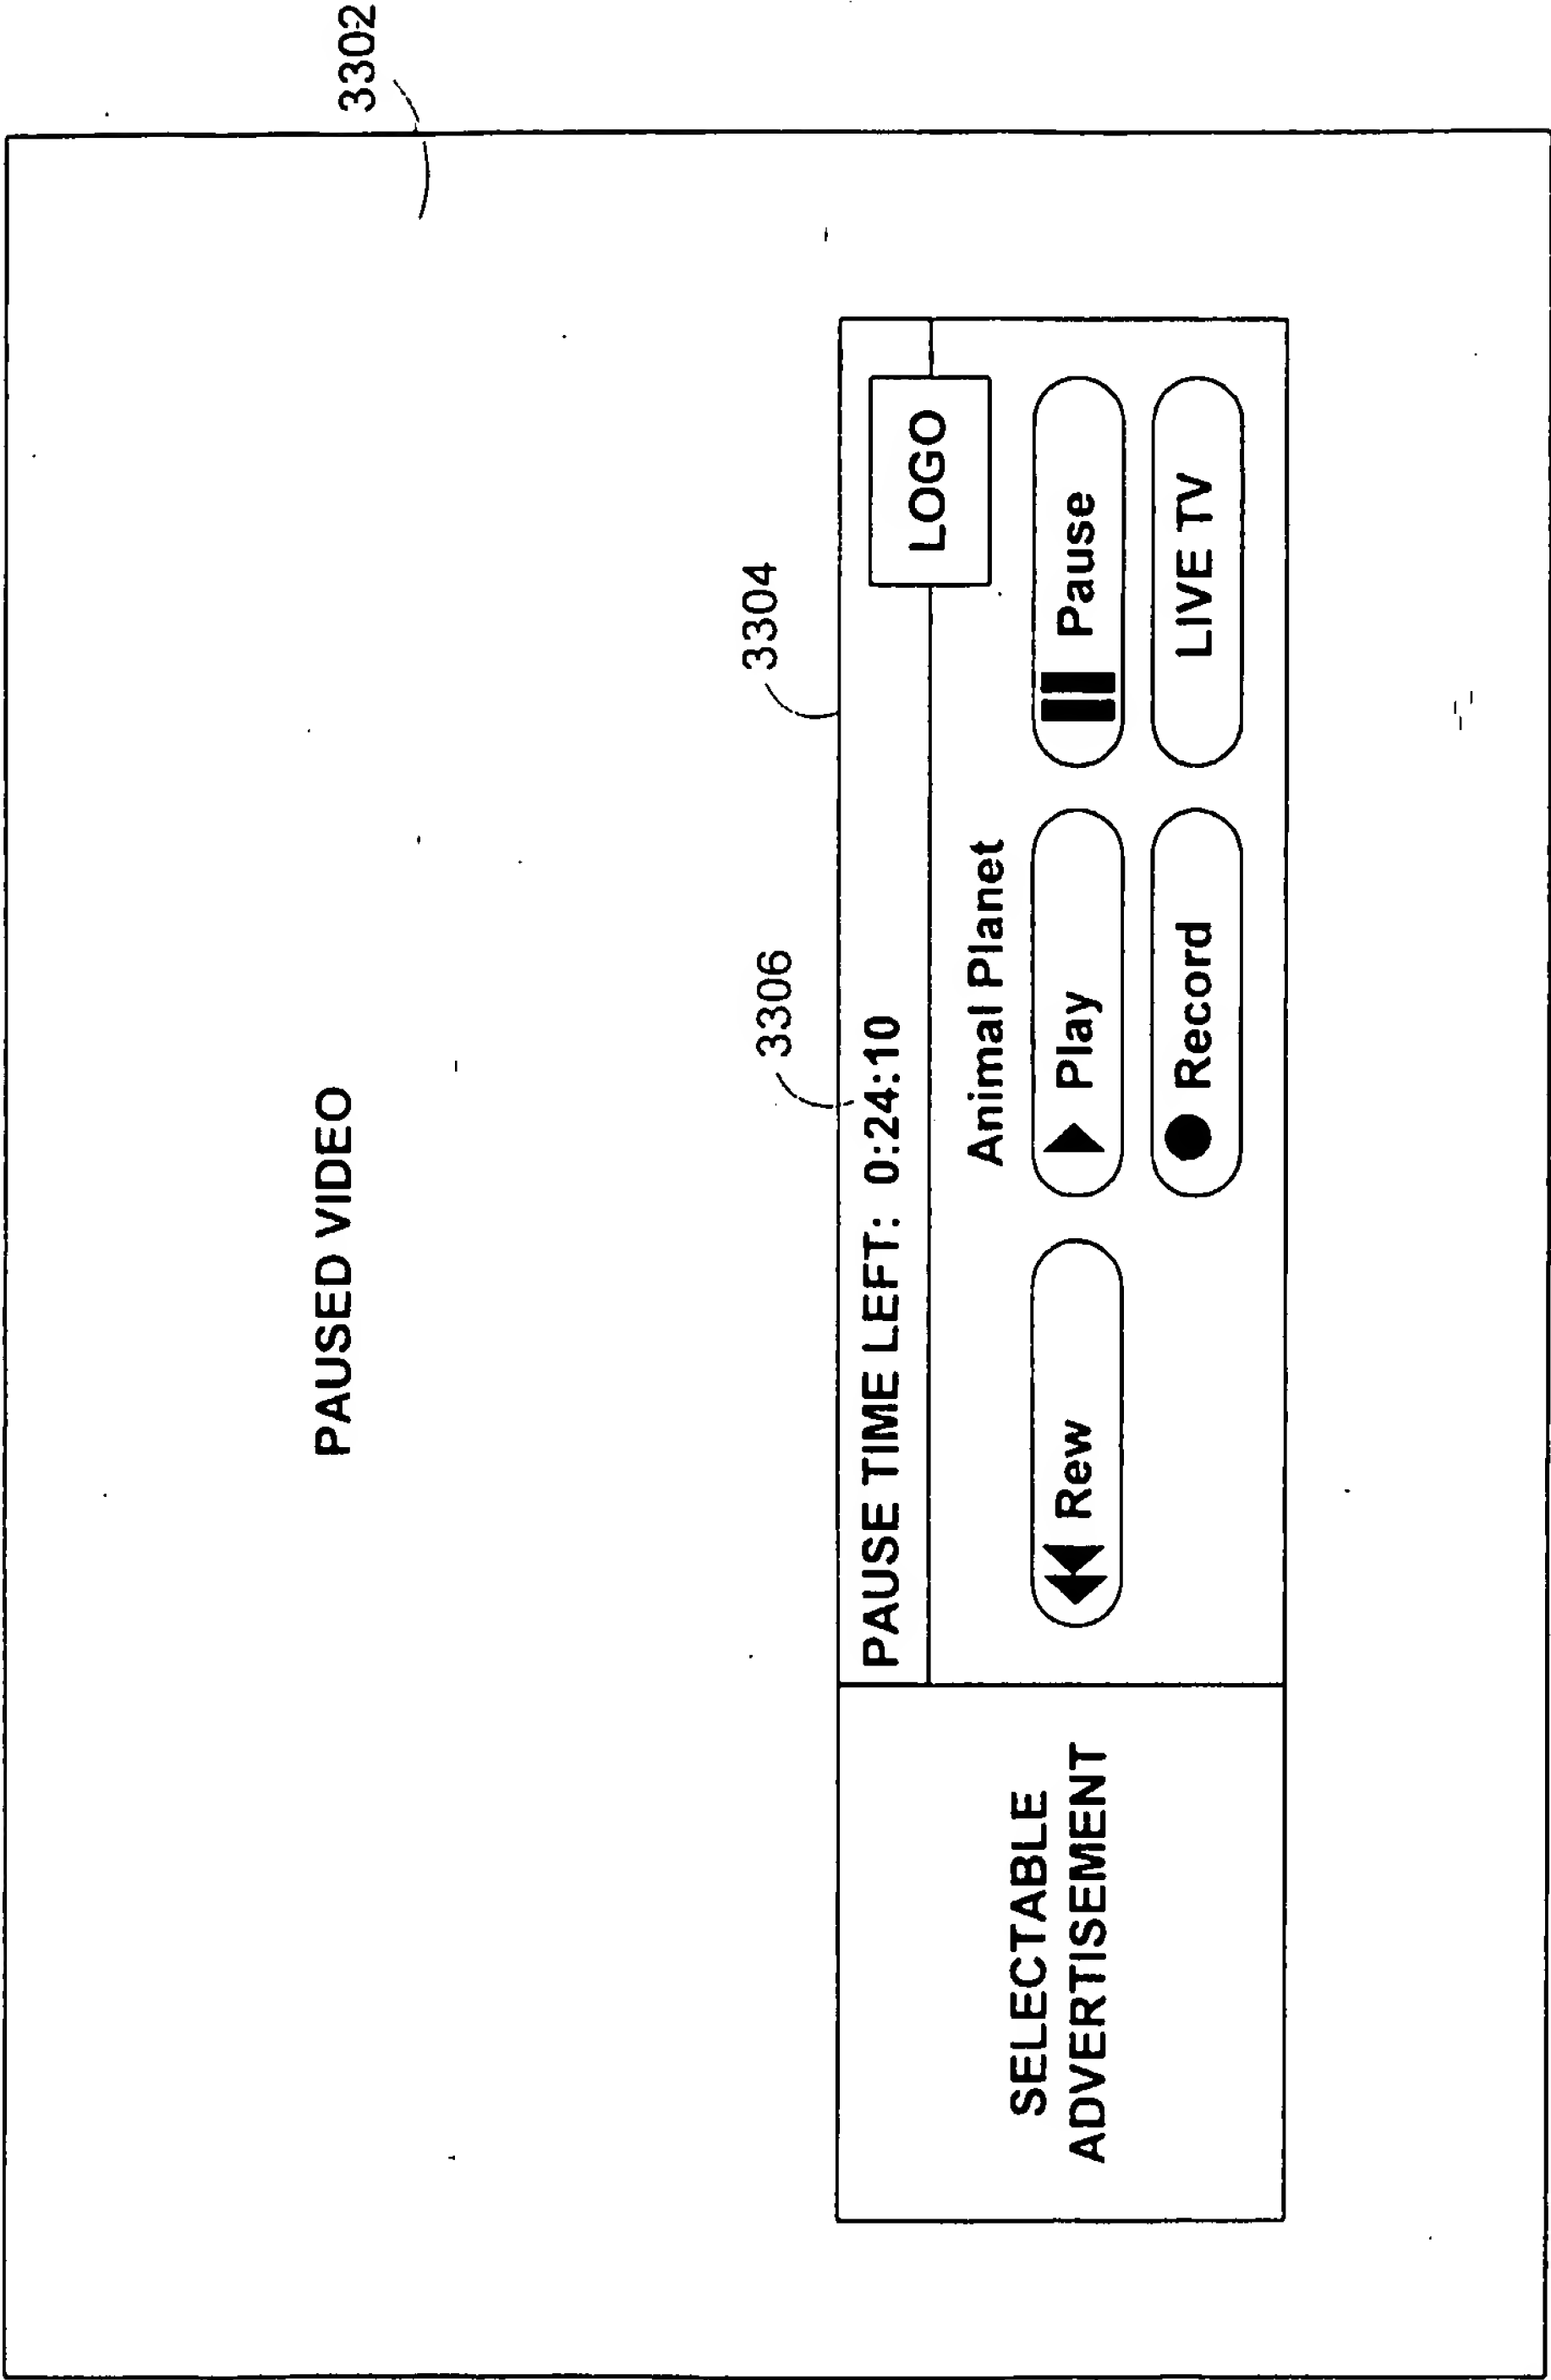 3302
PAUSED VIDEO
3304
3306
PAUSE TIME LEFT: 0:24:10
LOGO
SELECTABLE
ADVERTISEMENT
Animal Planet
Rew
Play
Pause
Record
LIVE TV